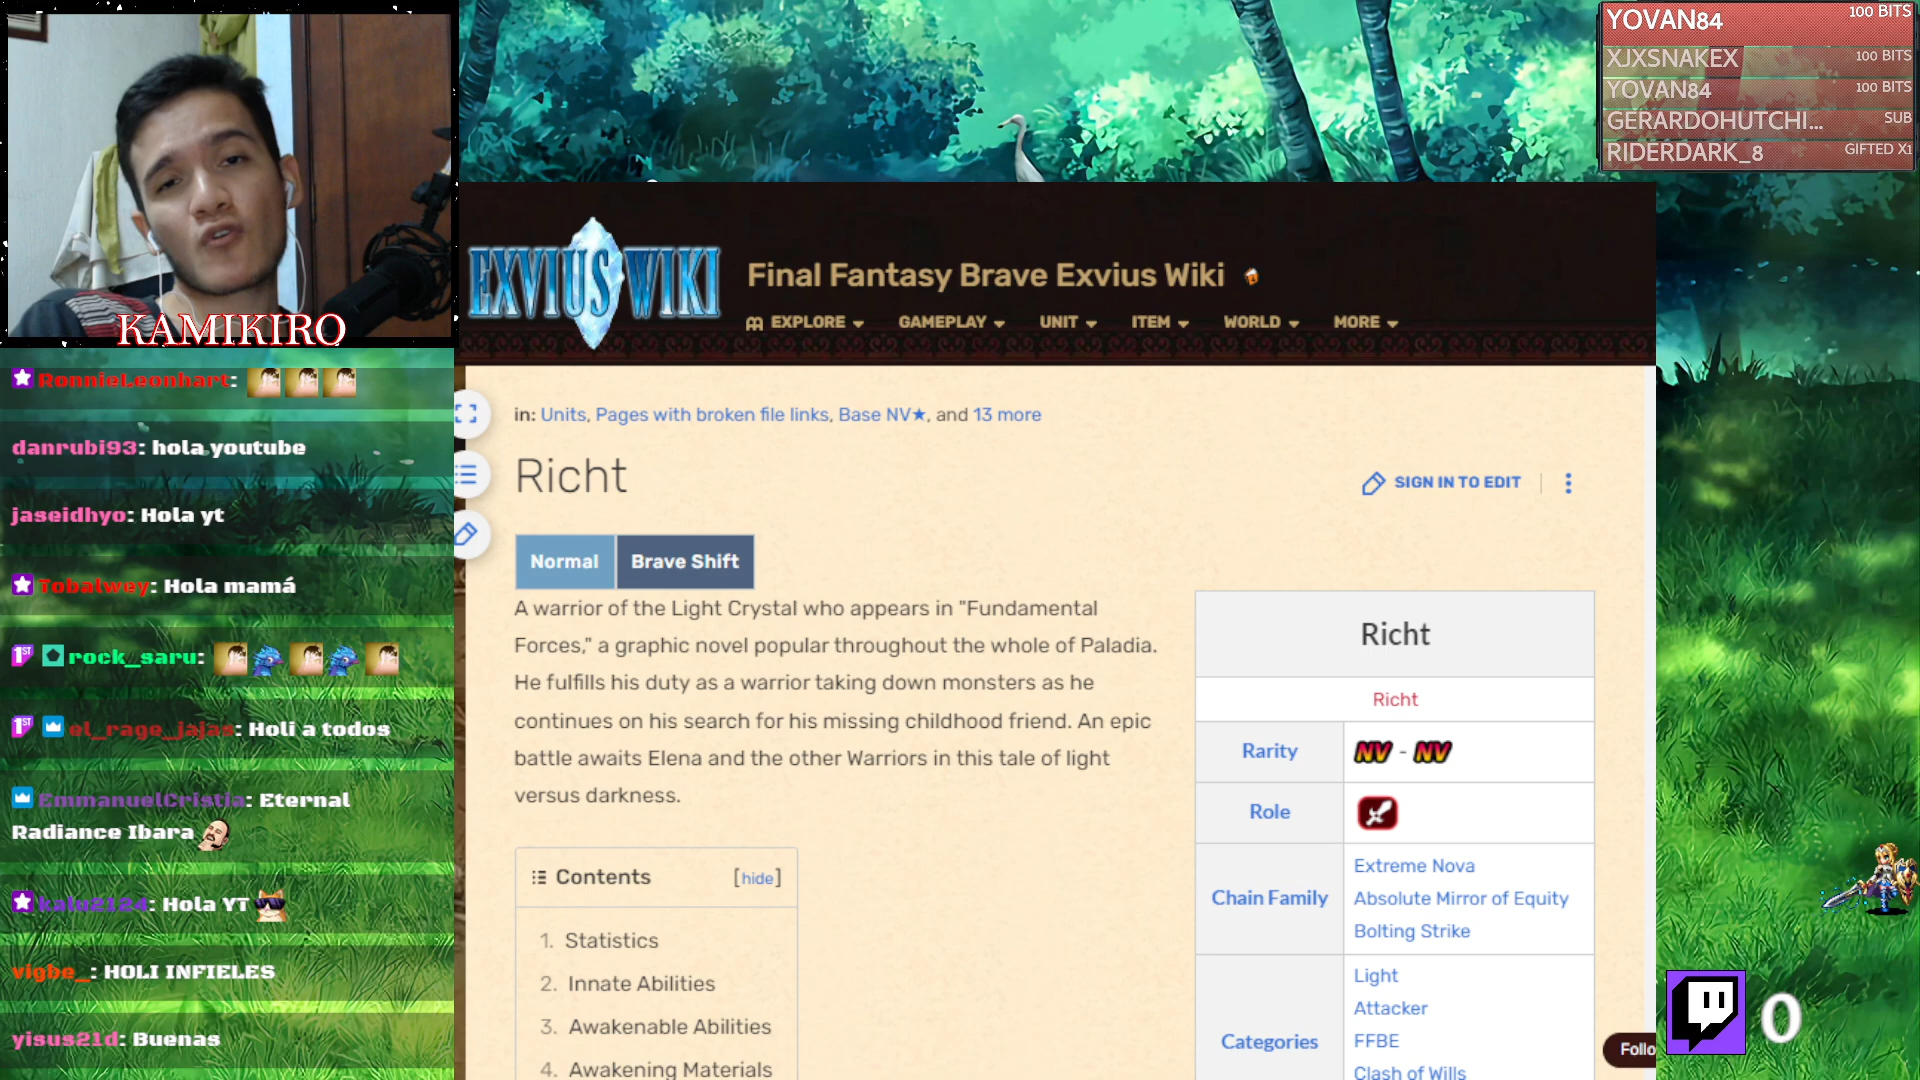 KAMIKIRO
RonnieLeonhart:
danrubi93: hola youtube
jaseidhyo: Hola yt
Tobalwey: Hola mamá
1ST rock_saru:
1ST el_rage_jajas: Holi a todos
EmmanuelCristia: Eternal
Radiance Ibara
kalu2124: Hola YT
vigbe_: HOLI INFIELES
yisus21d: Buenas
YOVAN84 100 BITS
XJXSNAKEX 100 BITS
YOVAN84 100 BITS
GERARDOHUTCHI... SUB
RIDERDARK_8 GIFTED X1
EXVIUS WIKI
Final Fantasy Brave Exvius Wiki
EXPLORE GAMEPLAY UNIT ITEM WORLD MORE
in: Units, Pages with broken file links, Base NV★, and 13 more
Richt
SIGN IN TO EDIT
Normal Brave Shift
A warrior of the Light Crystal who appears in "Fundamental
Forces," a graphic novel popular throughout the whole of Paladia.
He fulfills his duty as a warrior taking down monsters as he
continues on his search for his missing childhood friend. An epic
battle awaits Elena and the other Warriors in this tale of light
versus darkness.
Contents [hide]
1. Statistics
2. Innate Abilities
3. Awakenable Abilities
4. Awakening Materials
Richt
Richt
Rarity NV - NV
Role
Chain Family
Extreme Nova
Absolute Mirror of Equity
Bolting Strike
Categories
Light
Attacker
FFBE
Clash of Wills
Follo
0